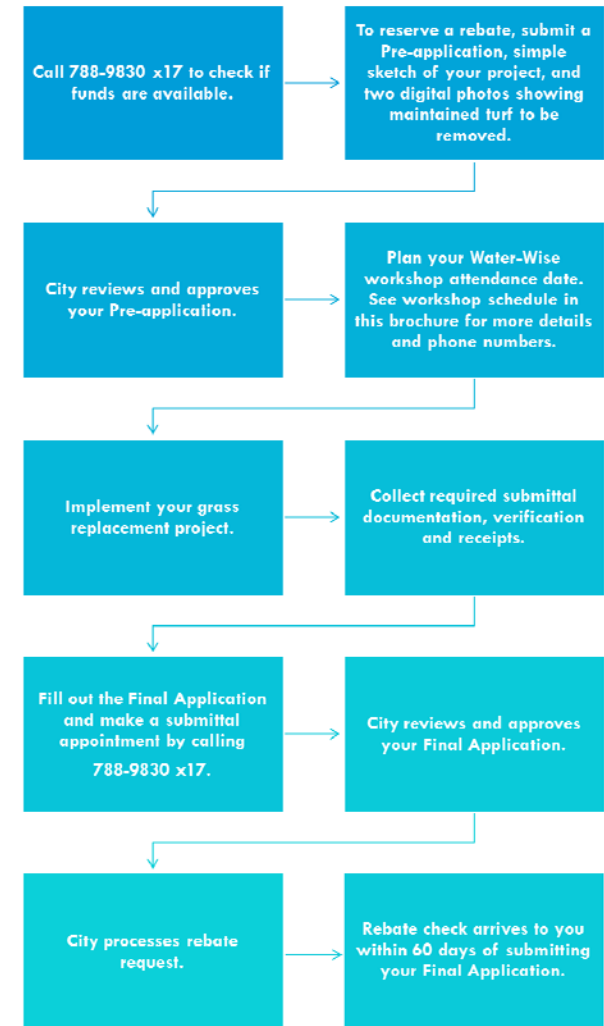 Call 788-9830 x17 to check if
funds are available.
To reserve a rebate, submit a
Pre-application, simple
sketch of your project, and
two digital photos showing
maintained turf to be
removed.
City reviews and approves
your Pre-application.
Plan your Water-Wise
workshop attendance date.
See workshop schedule in
this brochure for more details
and phone numbers.
Implement your grass
replacement project.
Collect required submittal
documentation, verification
and receipts.
Fill out the Final Application
and make a submittal
appointment by calling
788-9830 x17.
City reviews and approves
your Final Application.
City processes rebate
request.
Rebate check arrives to you
within 60 days of submitting
your Final Application.